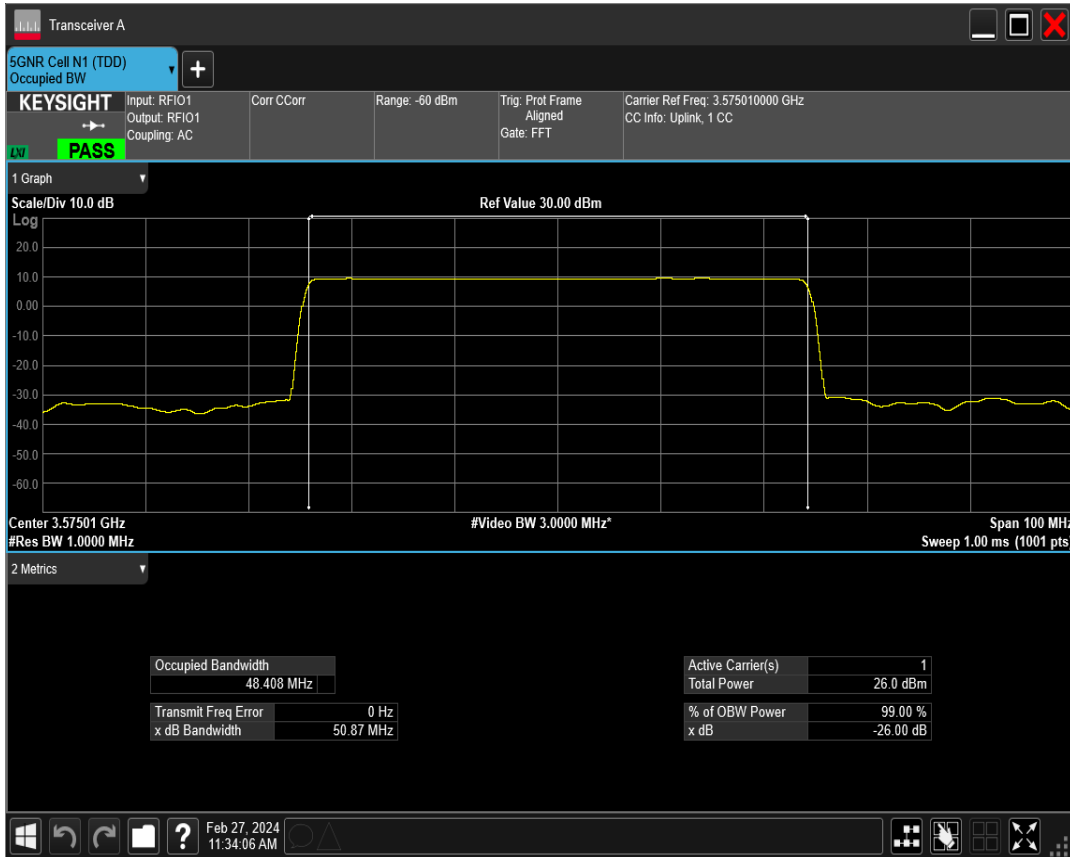 Transceiver A
5GNR Cell N1 (TDD)
Occupied BW
+
KEYSIGHT
LXI
PASS
Input: RFIO1
Output: RFIO1
Coupling: AC
Corr CCorr
Range: -60 dBm
Trig: Prot Frame
Aligned
Gate: FFT
Carrier Ref Freq: 3.575010000 GHz
CC Info: Uplink, 1 CC
1 Graph
Scale/Div 10.0 dB
Ref Value 30.00 dBm
Log
20.0
10.0
0.00
-10.0
-20.0
-30.0
-40.0
-50.0
-60.0
Center 3.57501 GHz
#Video BW 3.0000 MHz*
Span 100 MHz
#Res BW 1.0000 MHz
Sweep 1.00 ms (1001 pts)
2 Metrics
Occupied Bandwidth
48.408 MHz
Transmit Freq Error 0 Hz
x dB Bandwidth 50.87 MHz
Active Carrier(s) 1
Total Power 26.0 dBm
% of OBW Power 99.00 %
x dB -26.00 dB
?
Feb 27, 2024
11:34:06 AM